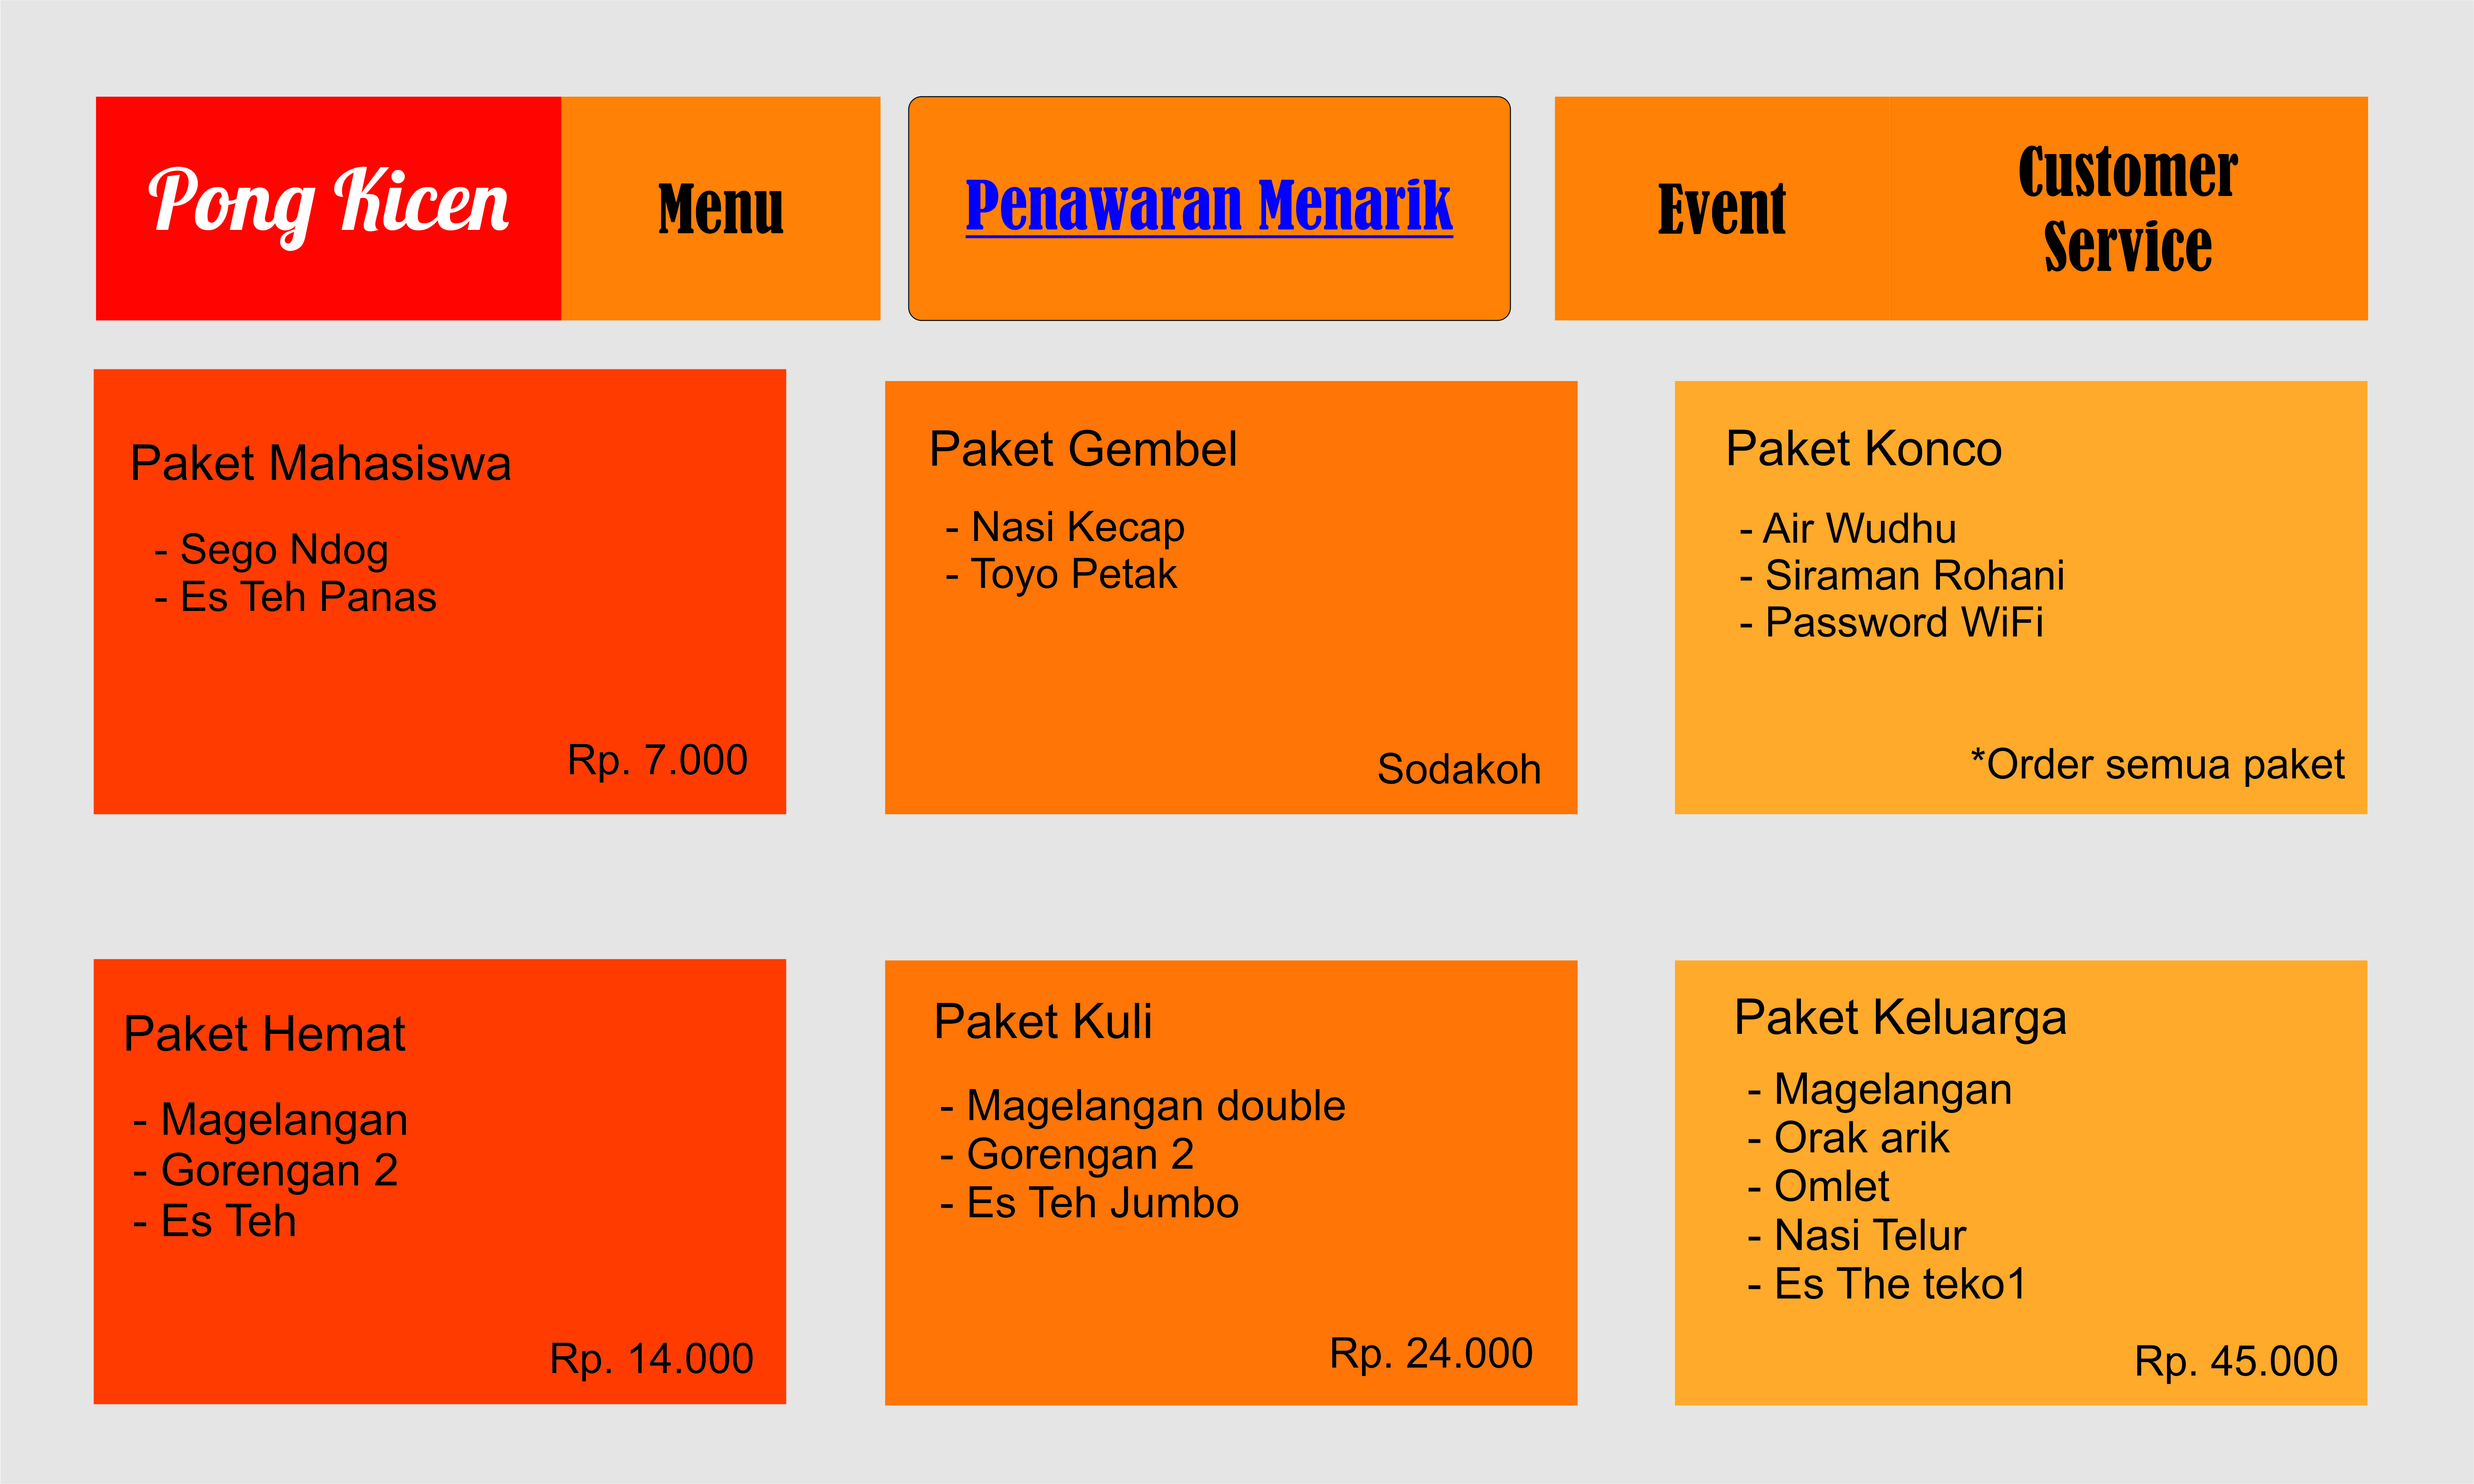 Pong Kicen
Menu
Penawaran Menarik
Event
Customer
Service
Paket Mahasiswa
- Sego Ndog
- Es Teh Panas
Rp. 7.000
Paket Gembel
- Nasi Kecap
- Toyo Petak
Sodakoh
Paket Konco
- Air Wudhu
- Siraman Rohani
- Password WiFi
*Order semua paket
Paket Hemat
- Magelangan
- Gorengan 2
- Es Teh
Rp. 14.000
Paket Kuli
- Magelangan double
- Gorengan 2
- Es Teh Jumbo
Rp. 24.000
Paket Keluarga
- Magelangan
- Orak arik
- Omlet
- Nasi Telur
- Es The teko1
Rp. 45.000